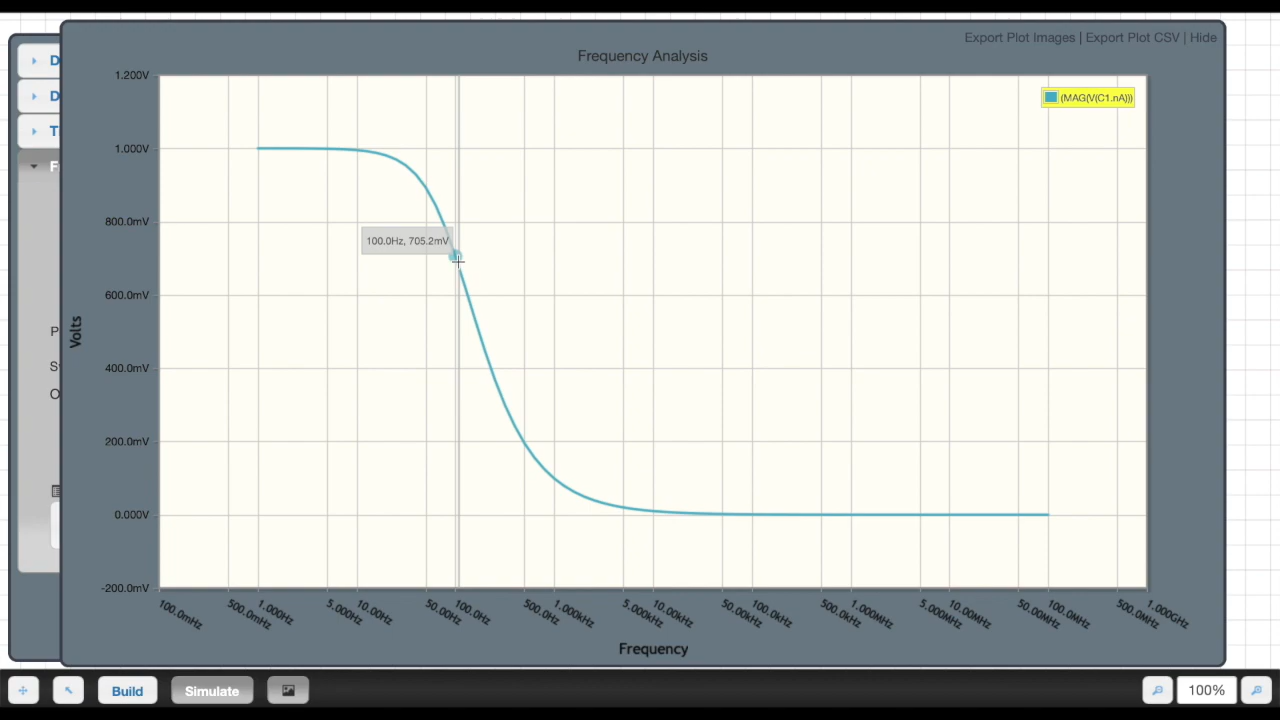 Export Plot Images | Export Plot CSV | Hide
Frequency Analysis
D
D
T
F
P
O
Volts
1.200V
1.000V
800.0mV
600.0mV
400.0mV
200.0mV
0.000V
-200.0mV
(MAG(V(C1.nA)))
100.0Hz, 705.2mV
100.0mHz
500.0mHz
1.000Hz
5.000Hz
10.00Hz
50.00Hz
100.0Hz
500.0Hz
1.000kHz
5.000kHz
10.00kHz
50.00kHz
100.0kHz
500.0kHz
1.000MHz
5.000MHz
10.00MHz
50.00MHz
100.0MHz
500.0MHz
1.000GHz
Frequency
Build
Simulate
100%